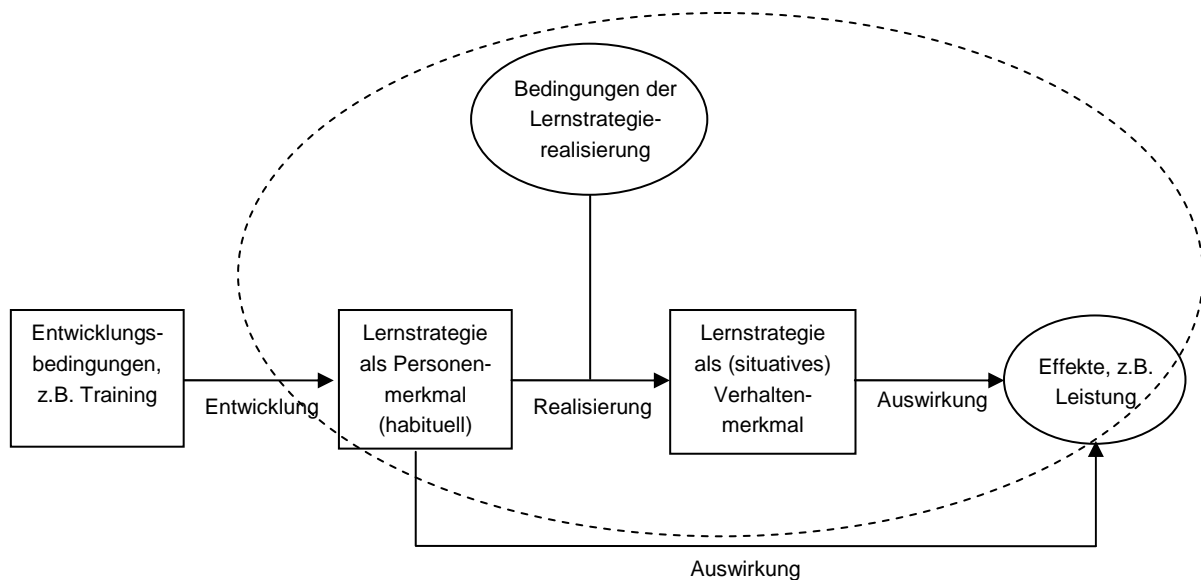 Bedingungen der
Lernstrategie-
realisierung
Entwicklungs-
bedingungen,
z.B. Training
Entwicklung
Lernstrategie
als Personen-
merkmal
(habituell)
Realisierung
Lernstrategie
als (situatives)
Verhalten-
merkmal
Auswirkung
Effekte, z.B.
Leistung
Auswirkung